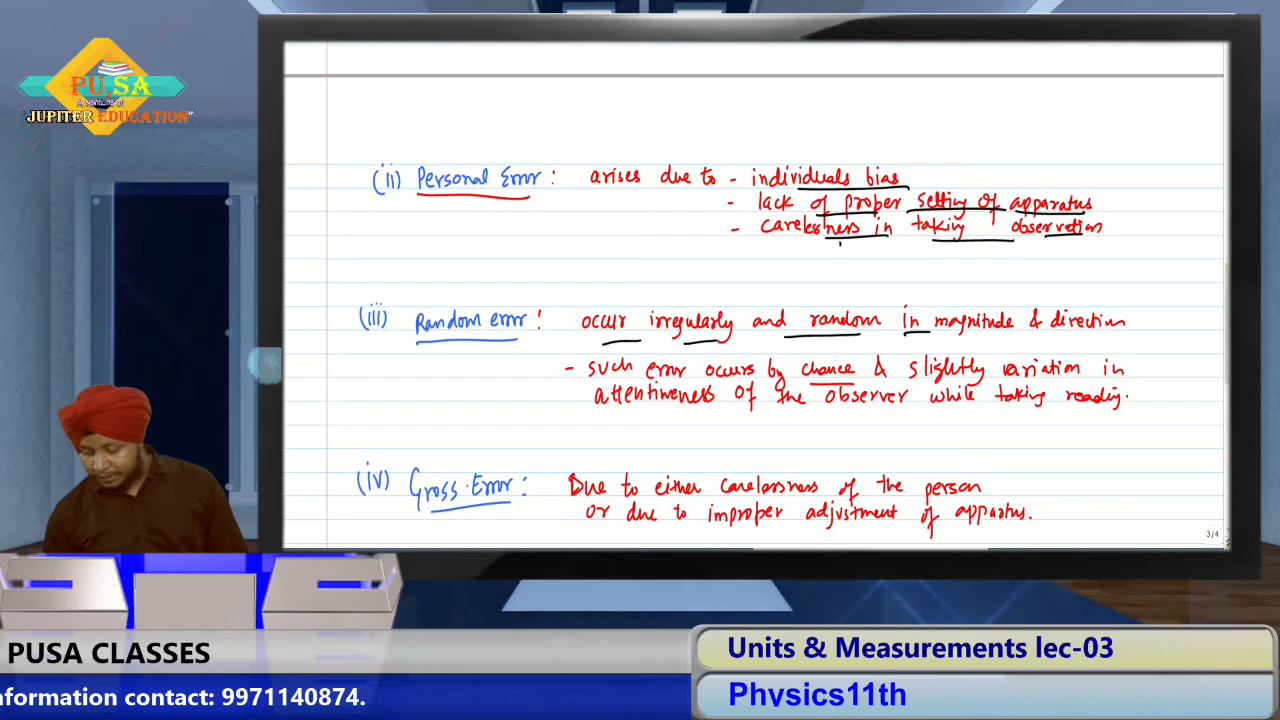 PU,SA
A venture of
"JUPITER EDUCATION"
(ii) Personal Error : arises due to - individuals bias
- lack of proper setting of apparatus
- carelessness in taking observation
(iii) Random error : occur irregularly and random in magnitude & direction
- such error occurs by chance & slightly variation in
attentiveness of the observer while taking reading.
(iv) Gross Error : Due to either carelessness of the person
or due to improper adjustment of apparatus.
3/4
PUSA CLASSES
Units & Measurements lec-03
nformation contact: 9971140874.
Physics11th